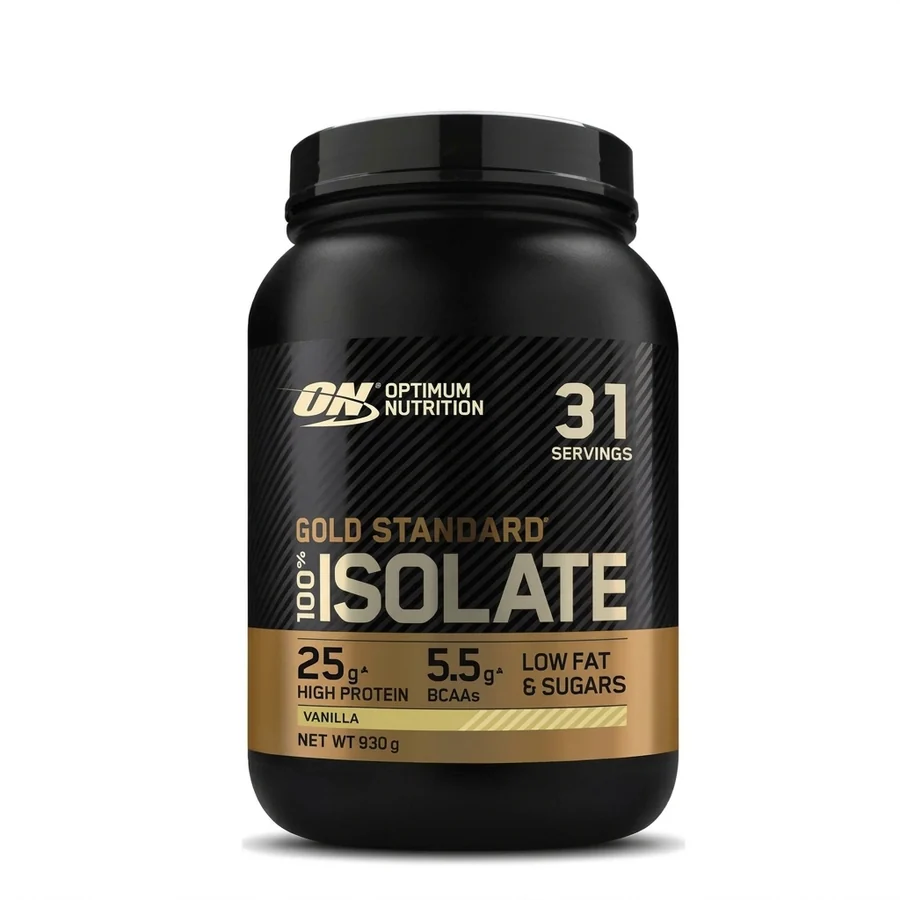 ON® OPTIMUM
NUTRITION
31
SERVINGS
GOLD STANDARD®
100% ISOLATE
25g▲
HIGH PROTEIN
5.5g▲
BCAAs
LOW FAT
& SUGARS
VANILLA
NET WT 930 g